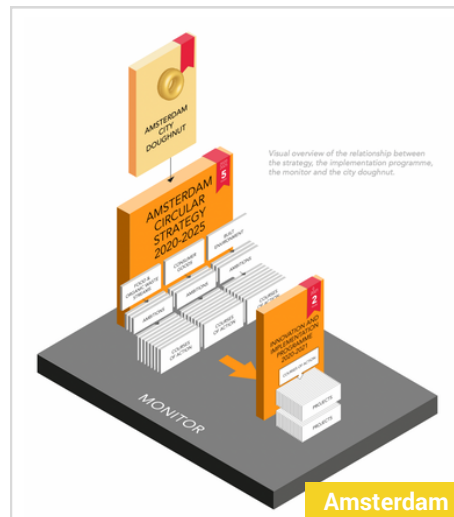 AMSTERDAM
CITY
DOUGHNUT
Visual overview of the relationship between
the strategy, the implementation programme,
the monitor and the city doughnut.
5
AMSTERDAM
CIRCULAR
STRATEGY
2020-2025
FOOD &
ORGANIC WASTE
STREAMS
CONSUMER
GOODS
BUILT
ENVIRONMENT
AMBITIONS
AMBITIONS
AMBITIONS
COURSES
OF ACTION
COURSES
OF ACTION
COURSES
OF ACTION
2
INNOVATION AND
IMPLEMENTATION
PROGRAMME
2020-2021
COURSES OF ACTION
PROJECTS
PROJECTS
MONITOR
Amsterdam